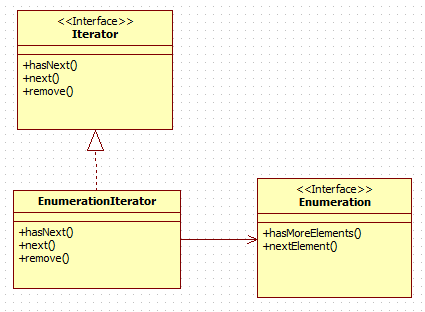 <<Interface>>
Iterator
+hasNext()
+next()
+remove()
EnumerationIterator
+hasNext()
+next()
+remove()
<<Interface>>
Enumeration
+hasMoreElements()
+nextElement()